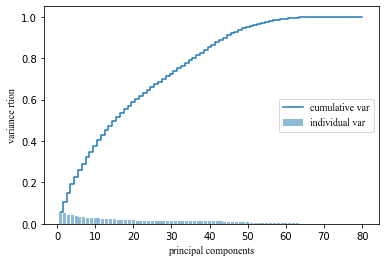 1.0
0.8
0.6
0.4
0.2
0.0
variance rtion
cumulative var
individual var
0 10 20 30 40 50 60 70 80
principal components